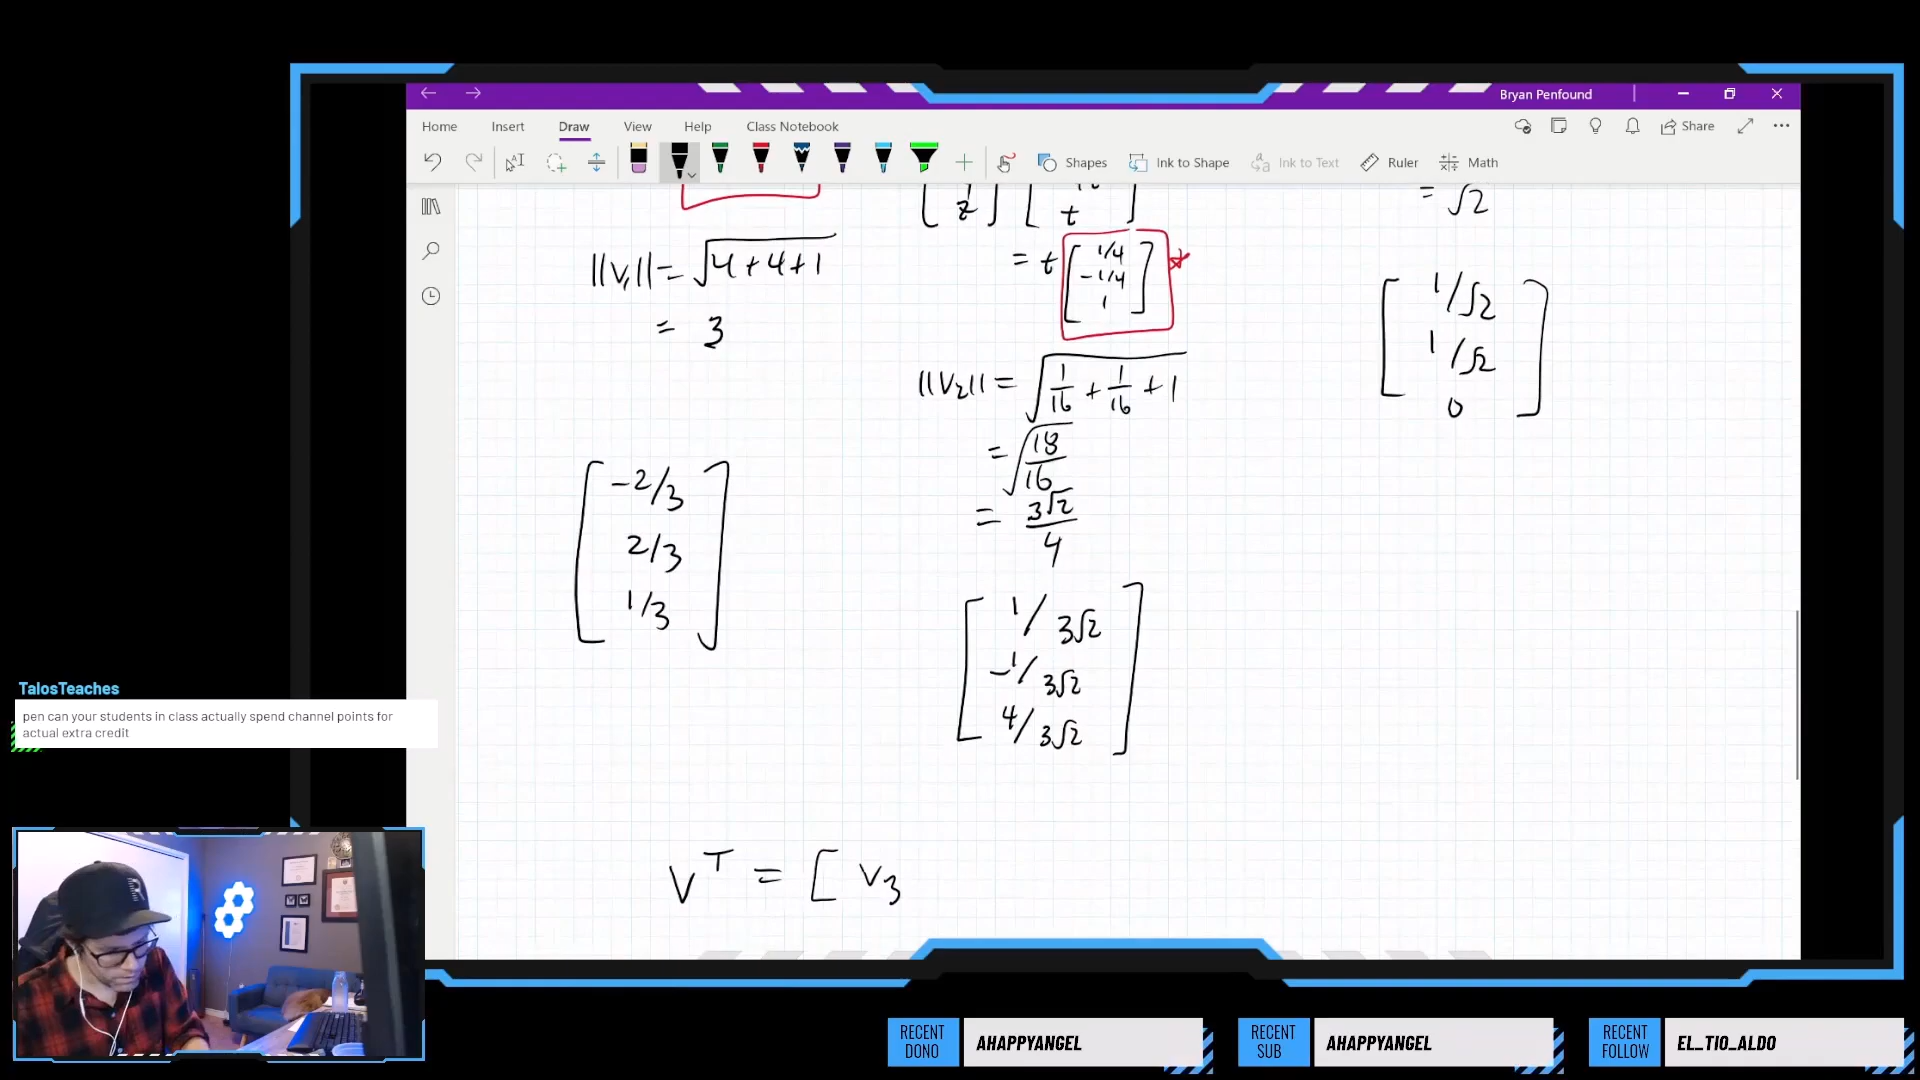 Bryan Penfound
Home Insert Draw View Help Class Notebook
Share
Shapes Ink to Shape Ink to Text Ruler Math
= √2
z t
||v₁|| = √4+4+1
= 3
= t [ 1/4
-1/4
1 ]
[ 1/√2
1/√2
0 ]
||v₂|| = √1/16 + 1/16 + 1
= √18/16
= 3√2/4
[ -2/3
2/3
1/3 ]
[ 1/3√2
-1/3√2
4/3√2 ]
TalosTeaches
pen can your students in class actually spend channel points for
actual extra credit
V^T = [ v₃
RECENT DONO
AHAPPYANGEL
RECENT SUB
AHAPPYANGEL
RECENT FOLLOW
EL_TIO_ALDO